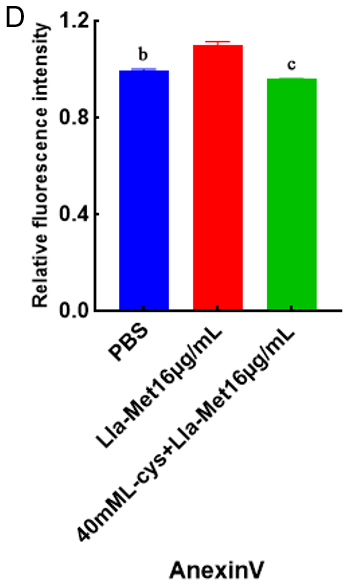 D
Relative fluorescence intensity
1.2
0.8
0.4
0.0
b
c
PBS
Lla-Met16μg/mL
40mML-cys+Lla-Met16μg/mL
AnexinV